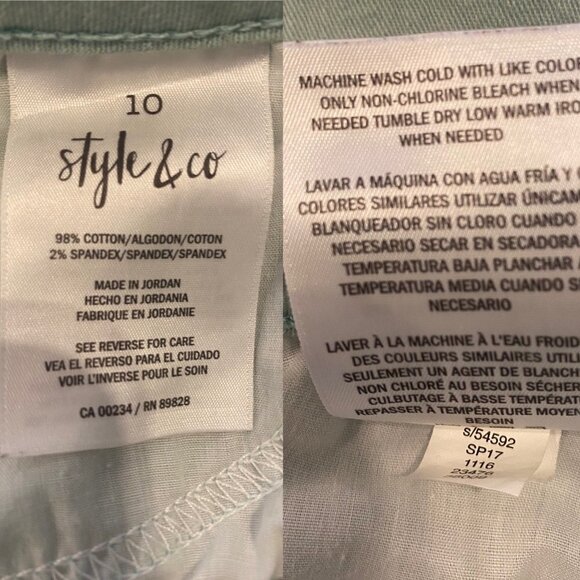 10
style & co
98% COTTON/ALGODON/COTON
2% SPANDEX/SPANDEX/SPANDEX
MADE IN JORDAN
HECHO EN JORDANIA
FABRIQUE EN JORDANIE
SEE REVERSE FOR CARE
VEA EL REVERSO PARA EL CUIDADO
VOIR L'INVERSE POUR LE SOIN
CA 00234 / RN 89828
MACHINE WASH COLD WITH LIKE COLOR
ONLY NON-CHLORINE BLEACH WHEN
NEEDED TUMBLE DRY LOW WARM IRO
WHEN NEEDED
LAVAR A MÁQUINA CON AGUA FRÍA Y
COLORES SIMILARES UTILIZAR ÚNICAM
BLANQUEADOR SIN CLORO CUANDO
NECESARIO SECAR EN SECADORA
TEMPERATURA BAJA PLANCHAR A
TEMPERATURA MEDIA CUANDO S
NECESARIO
LAVER À LA MACHINE À L'EAU FROID
DES COULEURS SIMILAIRES UTILI
SEULEMENT UN AGENT DE BLANCH
NON CHLORÉ AU BESOIN SÉCHER
CULBUTAGE À BASSE TEMPÉRATU
REPASSER À TEMPÉRATURE MOYEN
BESOIN
s/54592
SP17
1116